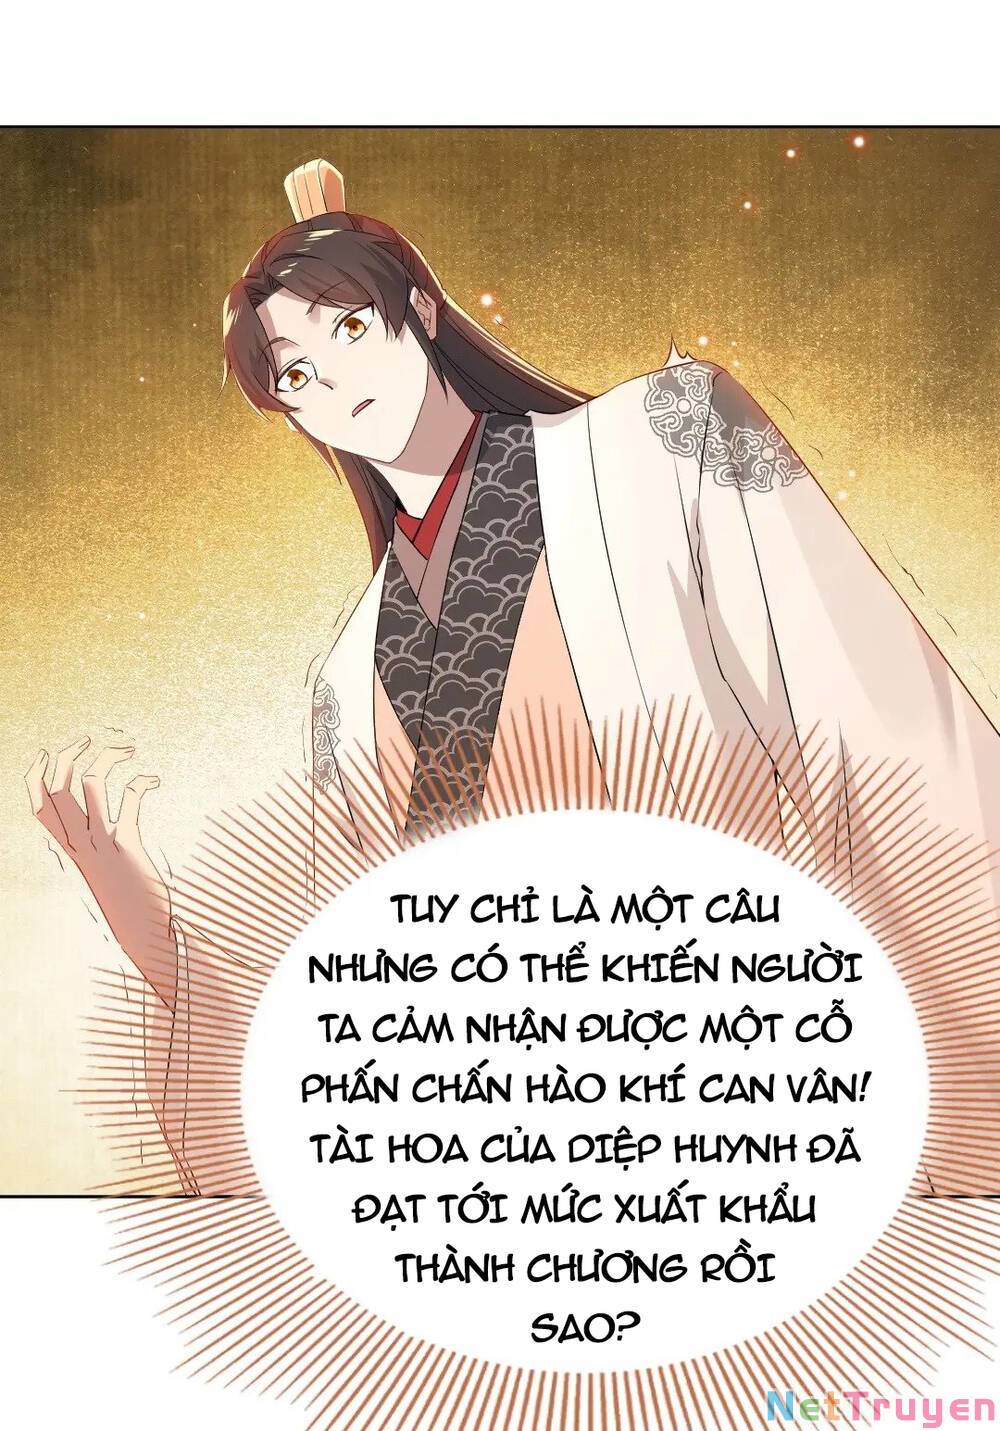 TUY CHỈ LÀ MỘT CÂU
NHƯNG CÓ THỂ KHIẾN NGƯỜI
TA CẢM NHẬN ĐƯỢC MỘT CỖ
PHẤN CHẤN HÀO KHÍ CAN VÂN!
TÀI HOA CỦA DIỆP HUYNH ĐÃ
ĐẠT TỚI MỨC XUẤT KHẨU
THÀNH CHƯƠNG RỒI
SAO?
NetTruyen